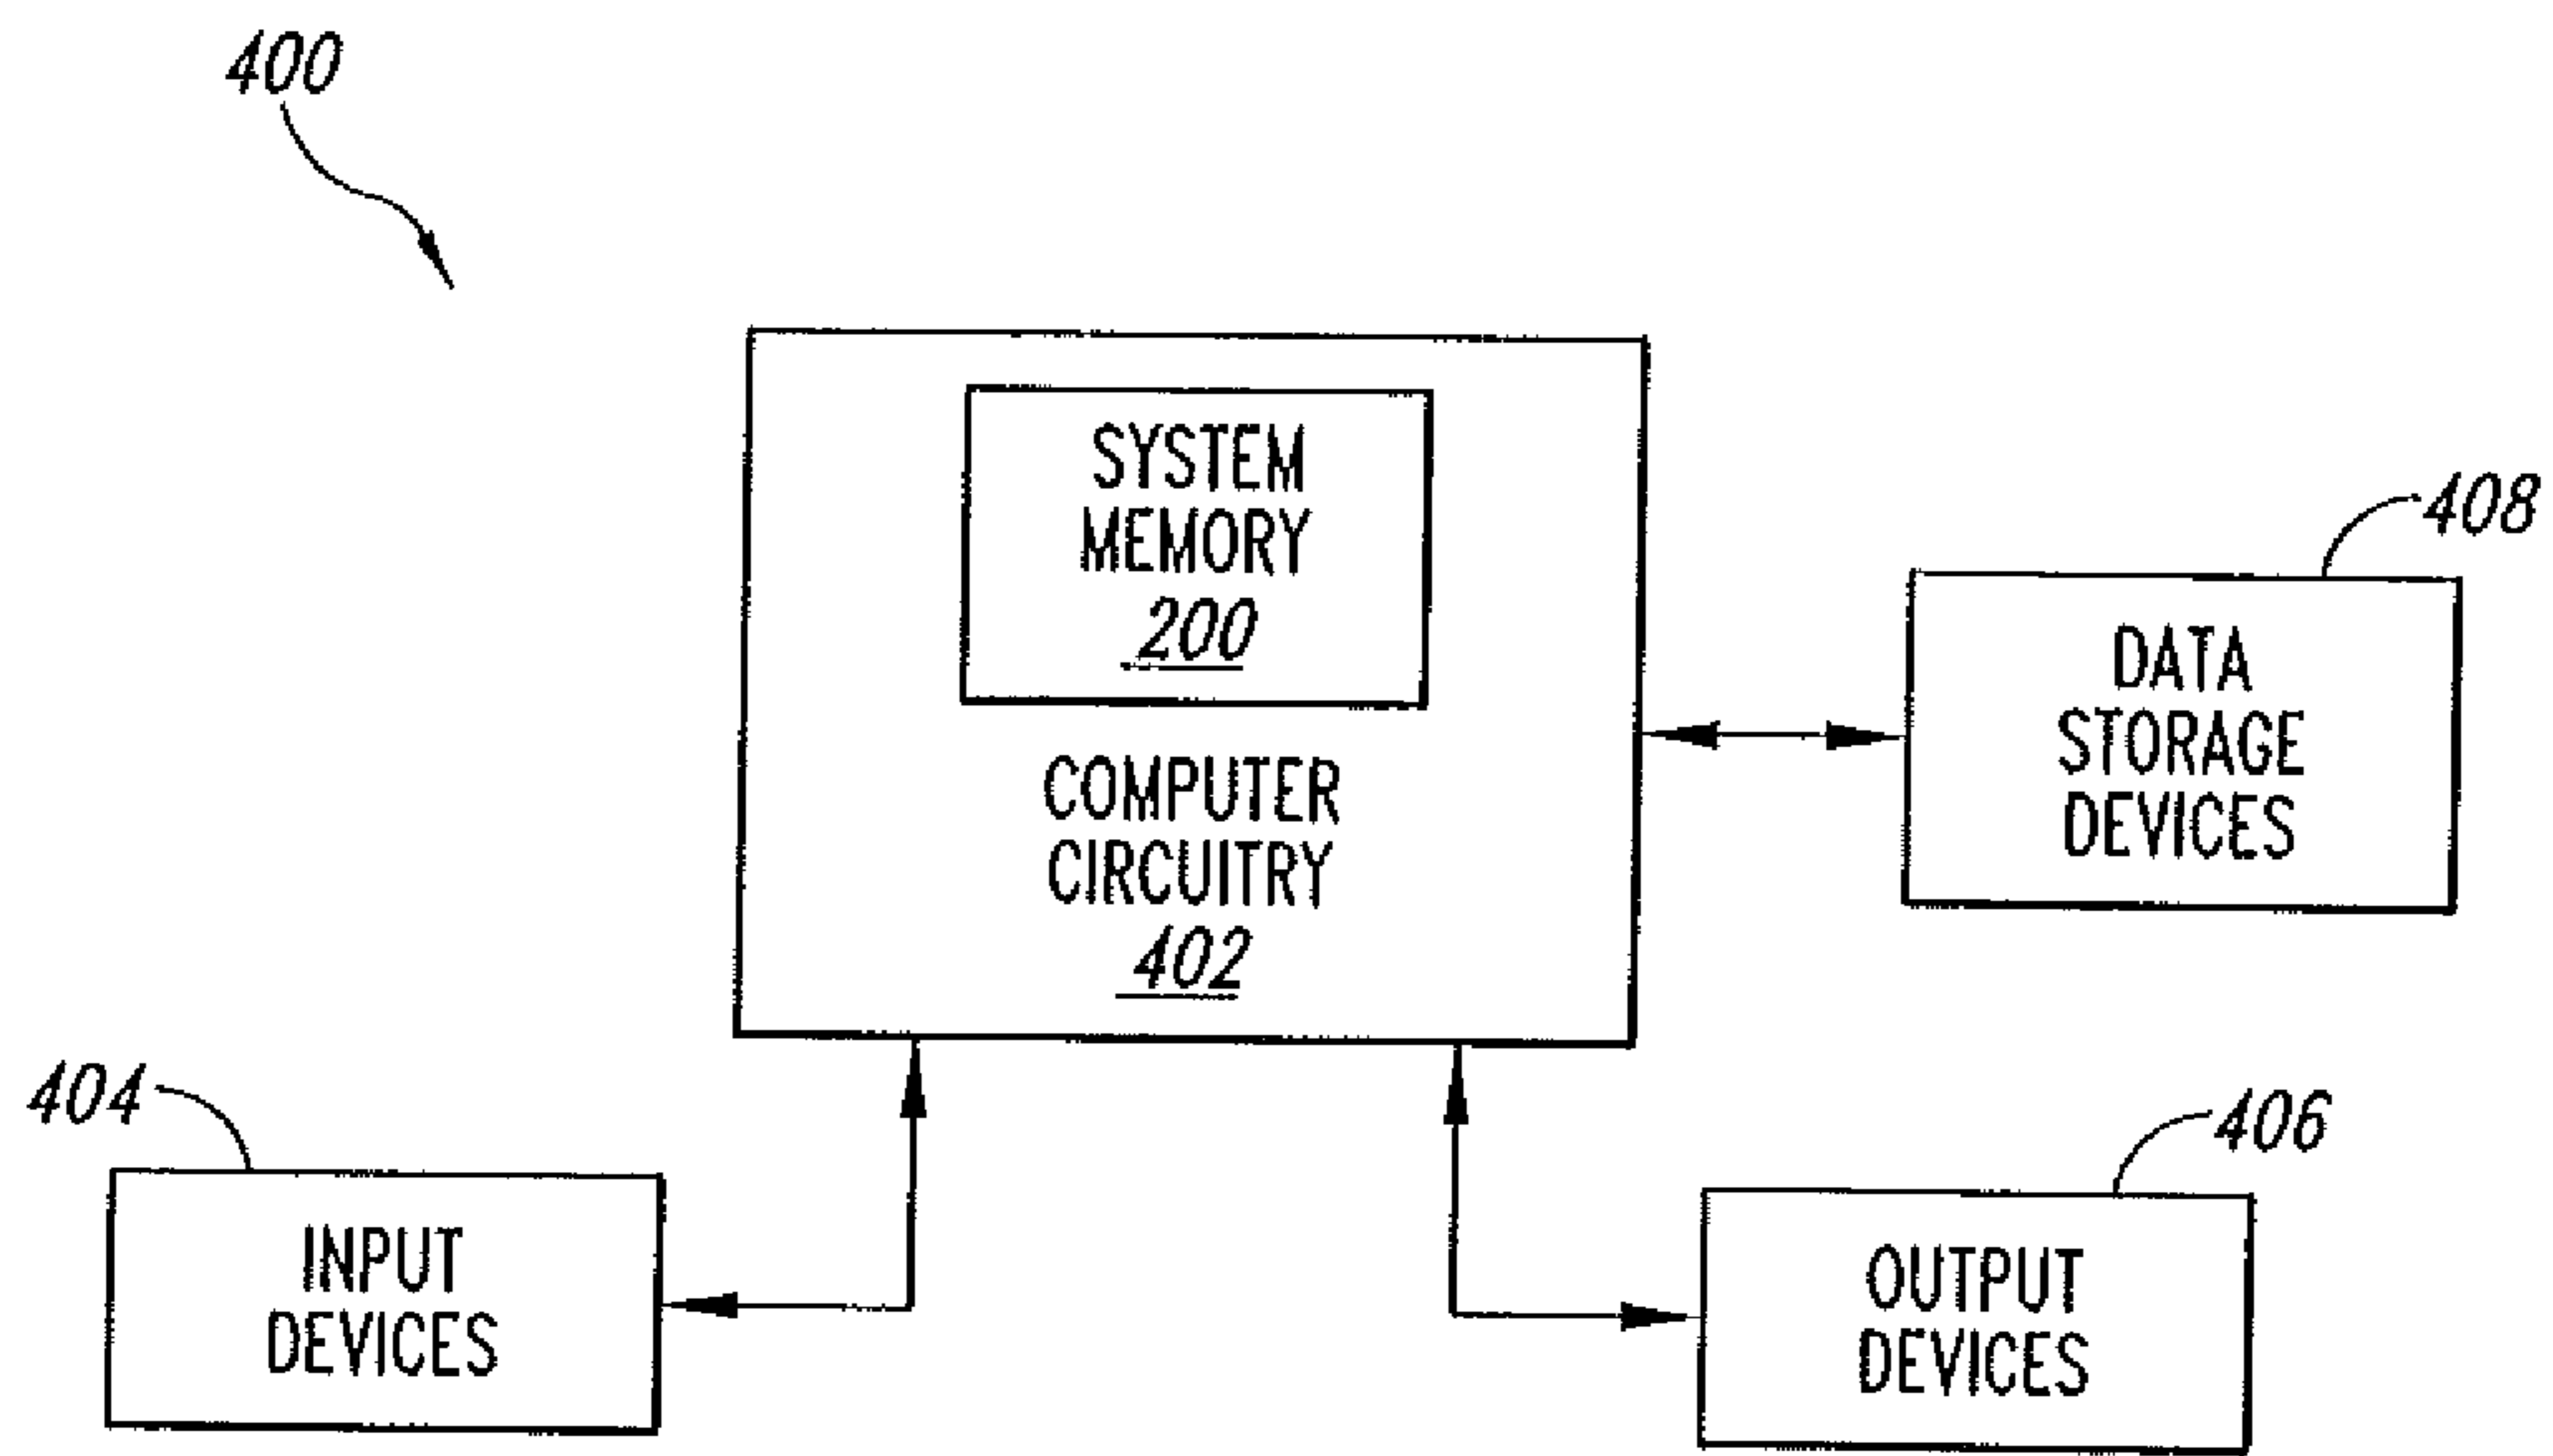 400
SYSTEM
MEMORY
200
COMPUTER
CIRCUITRY
402
408
DATA
STORAGE
DEVICES
404
INPUT
DEVICES
406
OUTPUT
DEVICES